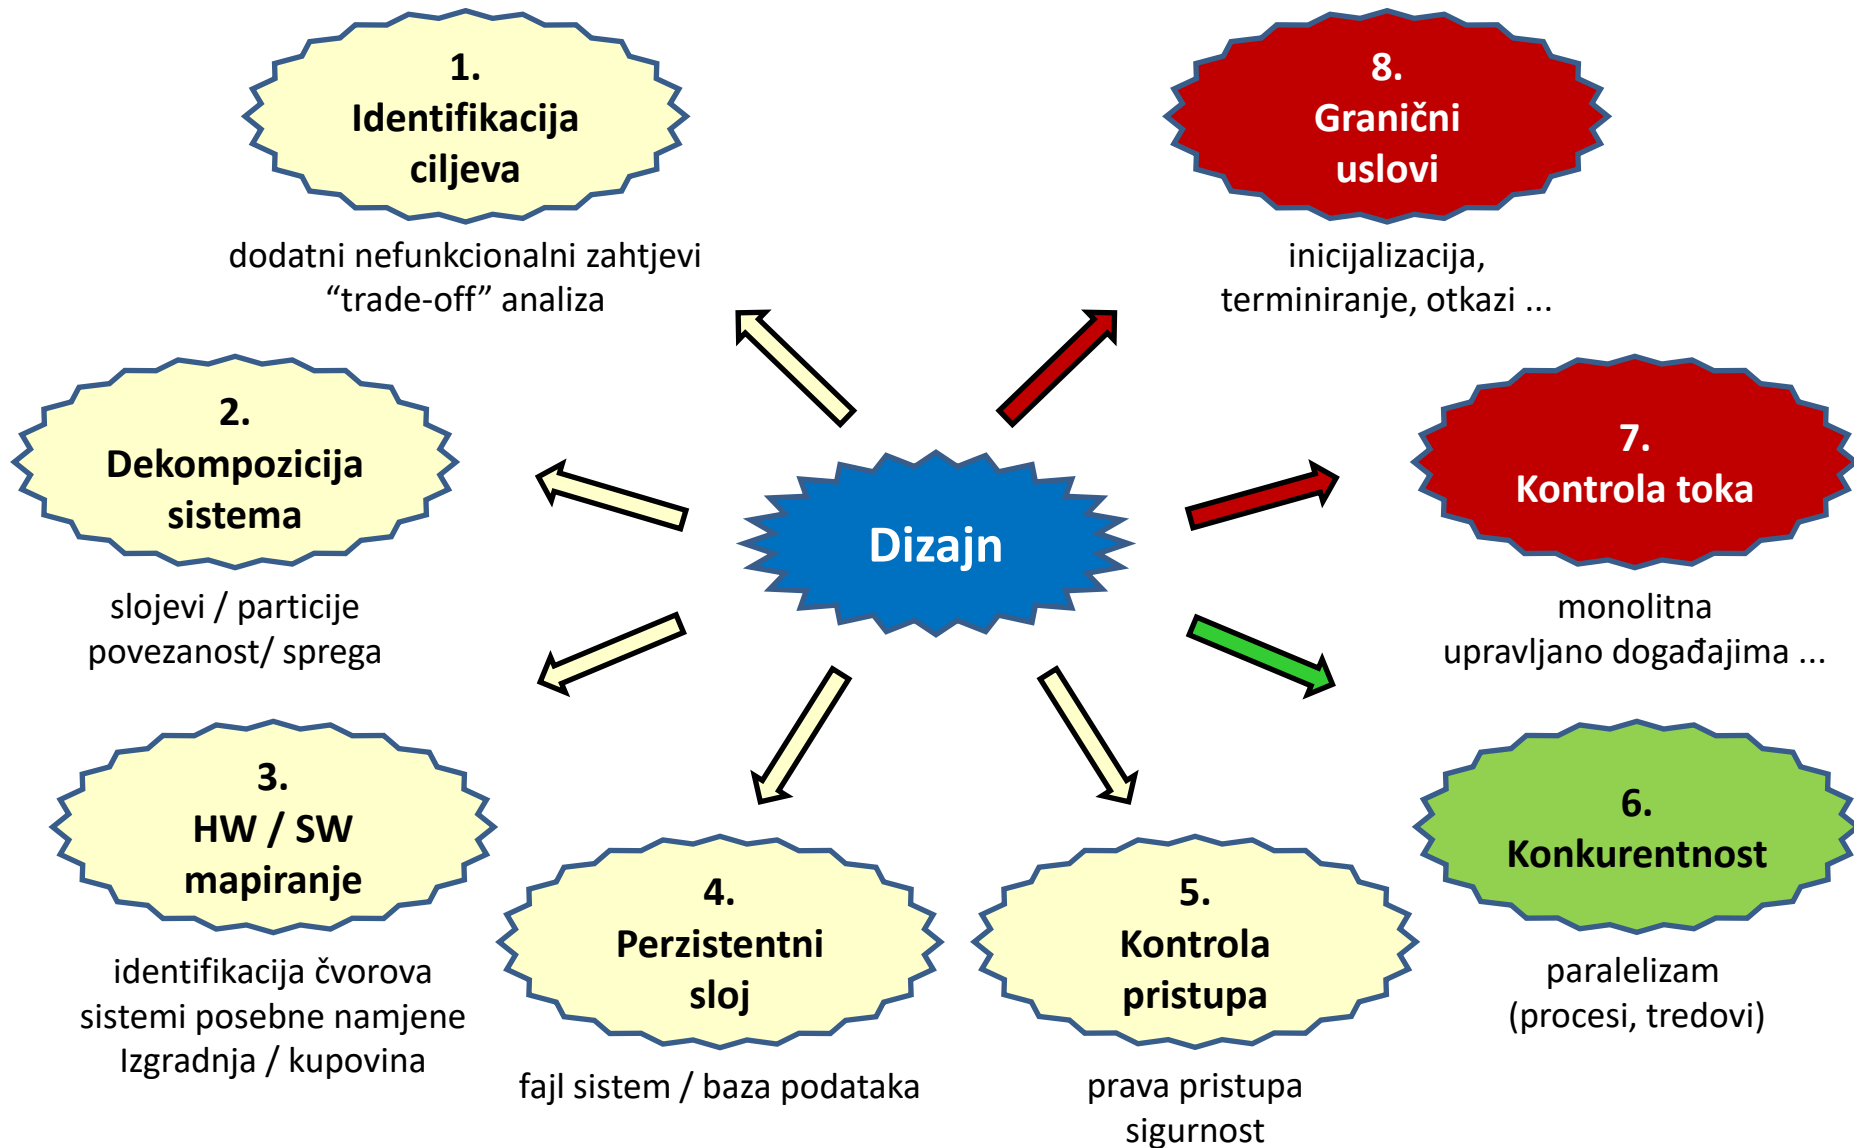 1.
Identifikacija
ciljeva
dodatni nefunkcionalni zahtjevi
“trade-off” analiza
2.
Dekompozicija
sistema
slojevi / particije
povezanost/ sprega
3.
HW / SW
mapiranje
identifikacija čvorova
sistemi posebne namjene
Izgradnja / kupovina
4.
Perzistentni
sloj
fajl sistem / baza podataka
5.
Kontrola
pristupa
prava pristupa
sigurnost
6.
Konkurentnost
paralelizam
(procesi, tredovi)
7.
Kontrola toka
monolitna
upravljano događajima ...
8.
Granični
uslovi
inicijalizacija,
terminiranje, otkazi ...
Dizajn